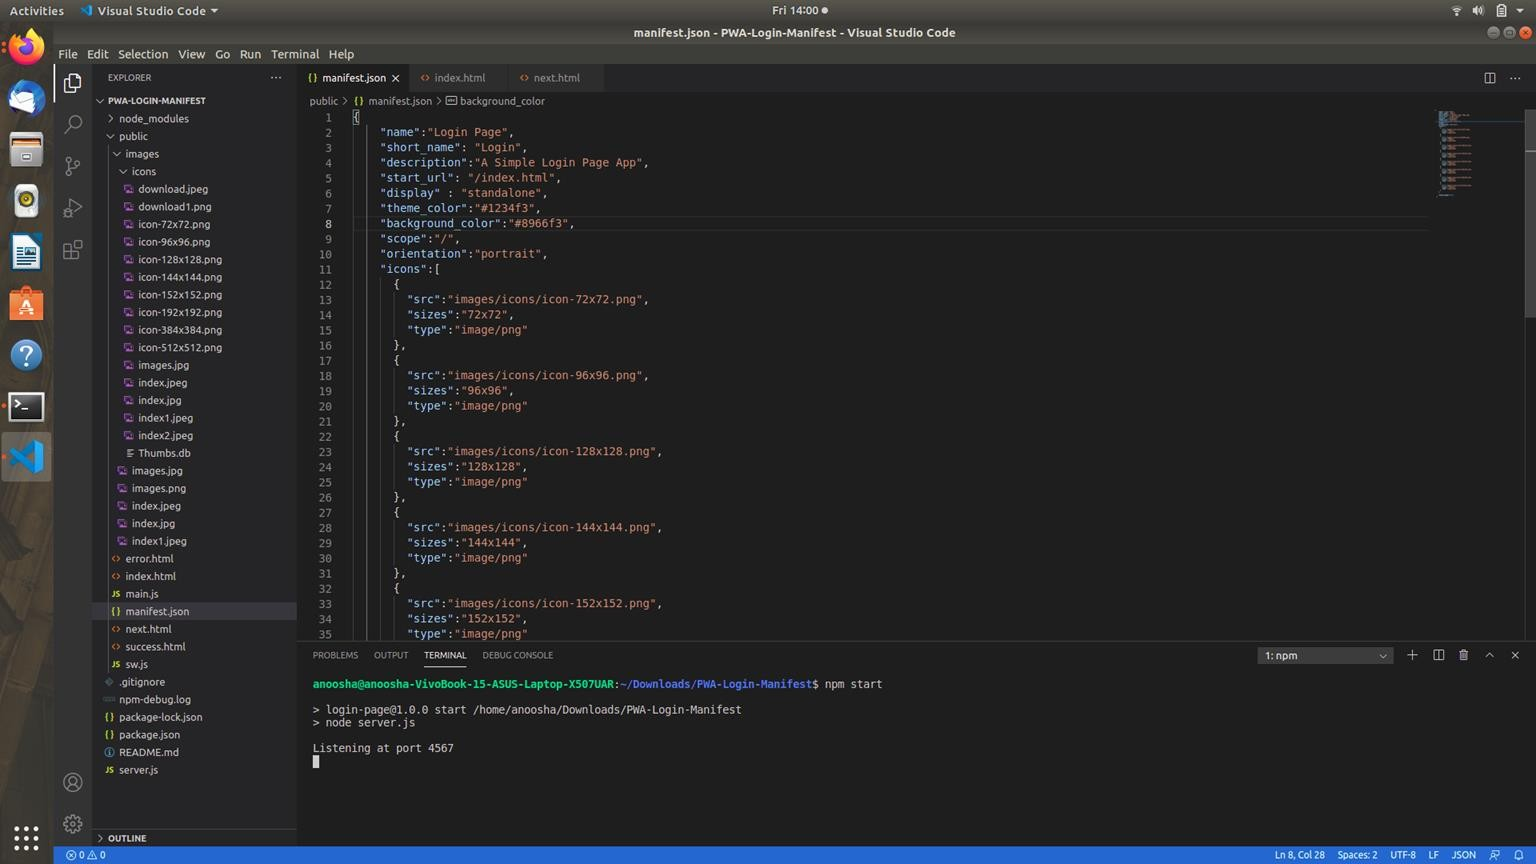 Activities
Visual Studio Code
Fri 14:00
manifest.json - PWA-Login-Manifest - Visual Studio Code
File Edit Selection View Go Run Terminal Help
EXPLORER
PWA-LOGIN-MANIFEST
node_modules
public
images
icons
download.jpeg
download1.png
icon-72x72.png
icon-96x96.png
icon-128x128.png
icon-144x144.png
icon-152x152.png
icon-192x192.png
icon-384x384.png
icon-512x512.png
images.jpg
index.jpeg
index.jpg
index1.jpeg
index2.jpeg
Thumbs.db
images.jpg
images.png
index.jpeg
index.jpg
index1.jpeg
error.html
index.html
main.js
manifest.json
next.html
success.html
sw.js
.gitignore
npm-debug.log
package-lock.json
package.json
README.md
server.js
OUTLINE
manifest.json
index.html
next.html
public > manifest.json > background_color
1 {
2 "name":"Login Page",
3 "short_name": "Login",
4 "description":"A Simple Login Page App",
5 "start_url": "/index.html",
6 "display" : "standalone",
7 "theme_color":"#1234f3",
8 "background_color":"#8966f3",
9 "scope":"/",
10 "orientation":"portrait",
11 "icons":[
12 {
13 "src":"images/icons/icon-72x72.png",
14 "sizes":"72x72",
15 "type":"image/png"
16 },
17 {
18 "src":"images/icons/icon-96x96.png",
19 "sizes":"96x96",
20 "type":"image/png"
21 },
22 {
23 "src":"images/icons/icon-128x128.png",
24 "sizes":"128x128",
25 "type":"image/png"
26 },
27 {
28 "src":"images/icons/icon-144x144.png",
29 "sizes":"144x144",
30 "type":"image/png"
31 },
32 {
33 "src":"images/icons/icon-152x152.png",
34 "sizes":"152x152",
35 "type":"image/png"
PROBLEMS OUTPUT TERMINAL DEBUG CONSOLE
1: npm
anoosha@anoosha-VivoBook-15-ASUS-Laptop-X507UAR:~/Downloads/PWA-Login-Manifest$ npm start
> login-page@1.0.0 start /home/anoosha/Downloads/PWA-Login-Manifest
> node server.js
Listening at port 4567
0 0
Ln 8, Col 28 Spaces: 2 UTF-8 LF JSON